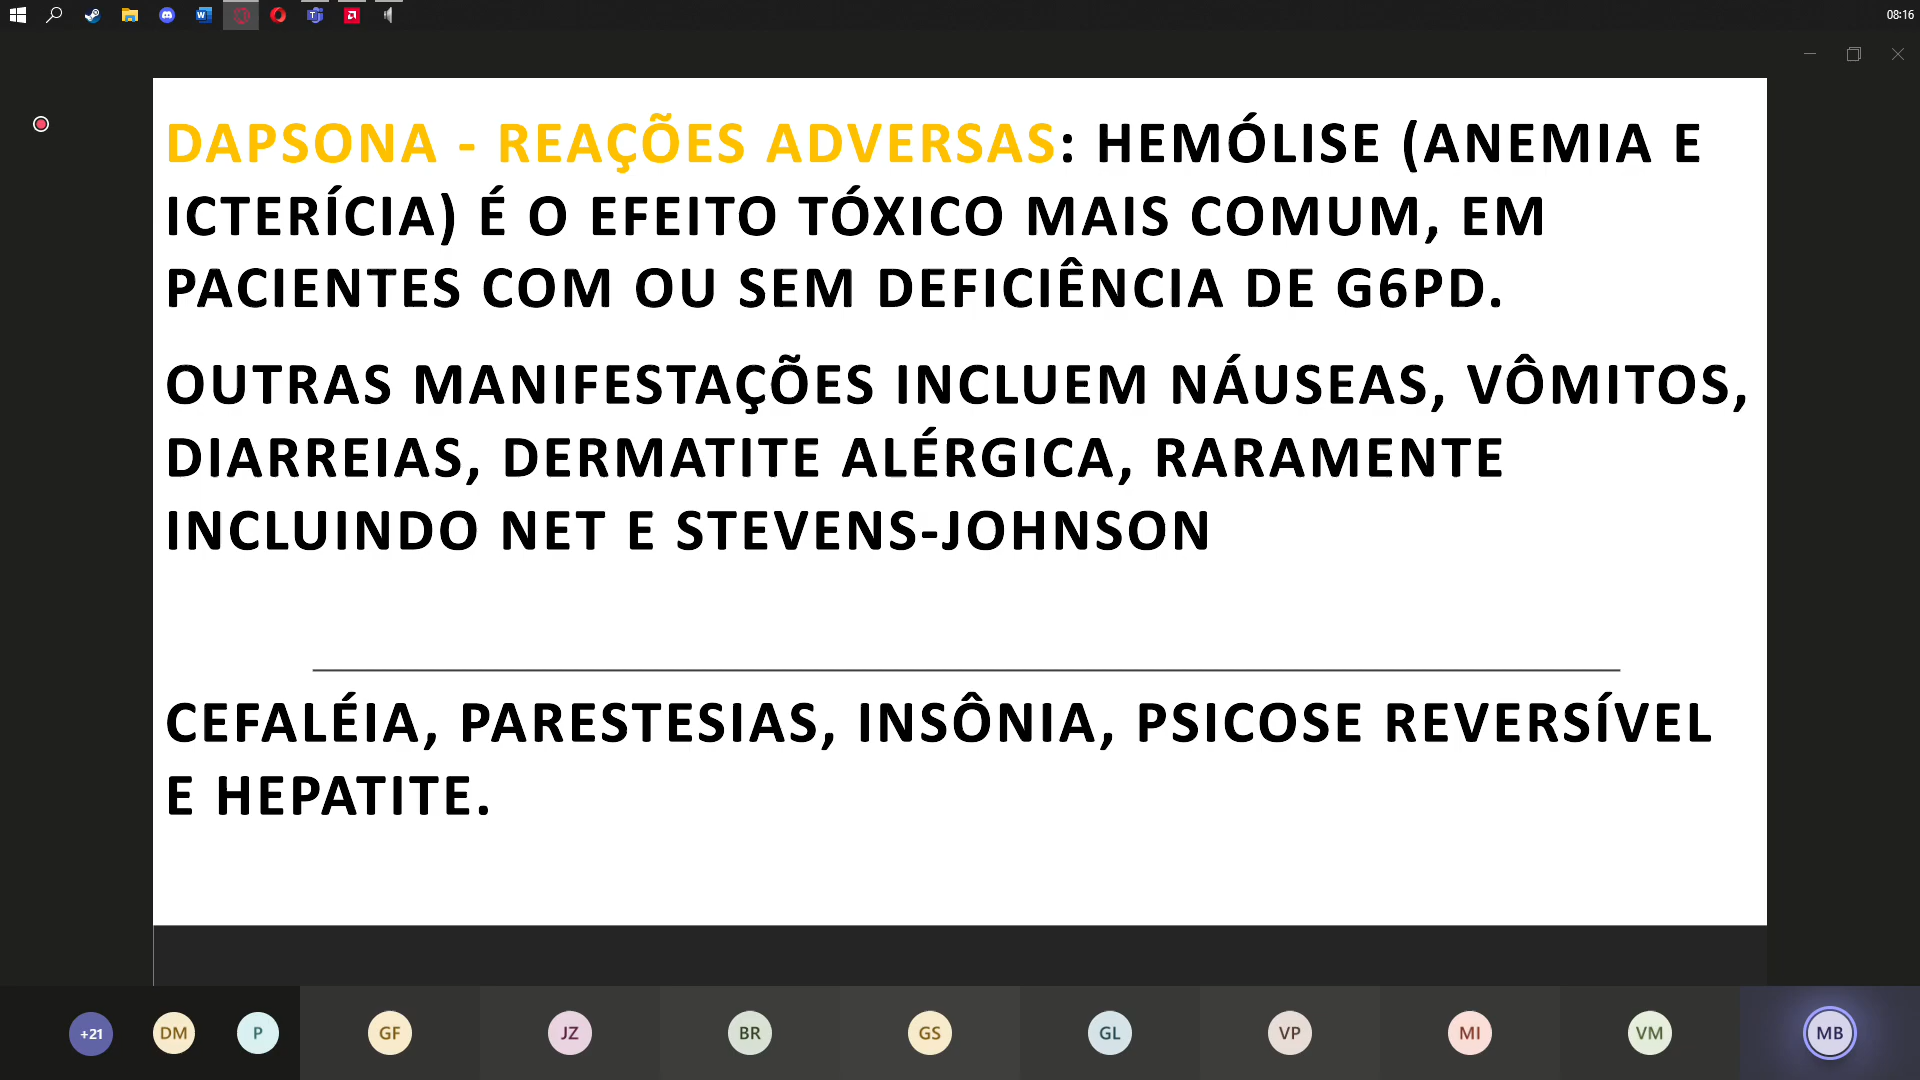 08:16
DAPSONA - REAÇÕES ADVERSAS: HEMÓLISE (ANEMIA E
ICTERÍCIA) É O EFEITO TÓXICO MAIS COMUM, EM
PACIENTES COM OU SEM DEFICIÊNCIA DE G6PD.
OUTRAS MANIFESTAÇÕES INCLUEM NÁUSEAS, VÔMITOS,
DIARREIAS, DERMATITE ALÉRGICA, RARAMENTE
INCLUINDO NET E STEVENS-JOHNSON
CEFALÉIA, PARESTESIAS, INSÔNIA, PSICOSE REVERSÍVEL
E HEPATITE.
+21 DM P GF JZ BR GS GL VP MI VM MB